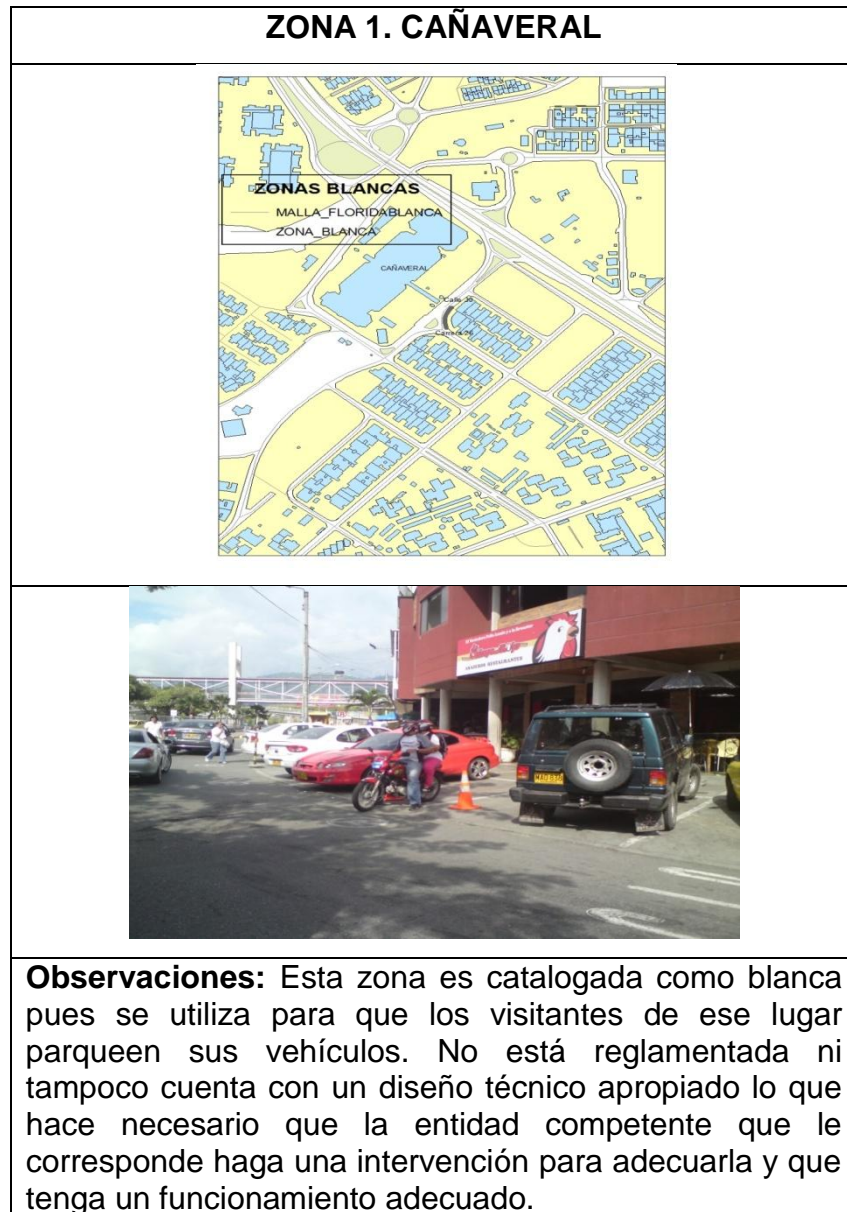 ZONA 1. CAÑAVERAL
ZONAS BLANCAS
MALLA_FLORIDABLANCA
ZONA_BLANCA
CAÑAVERAL
Calle 30
Carrera 26
Observaciones: Esta zona es catalogada como blanca
pues se utiliza para que los visitantes de ese lugar
parqueen sus vehículos. No está reglamentada ni
tampoco cuenta con un diseño técnico apropiado lo que
hace necesario que la entidad competente que le
corresponde haga una intervención para adecuarla y que
tenga un funcionamiento adecuado.